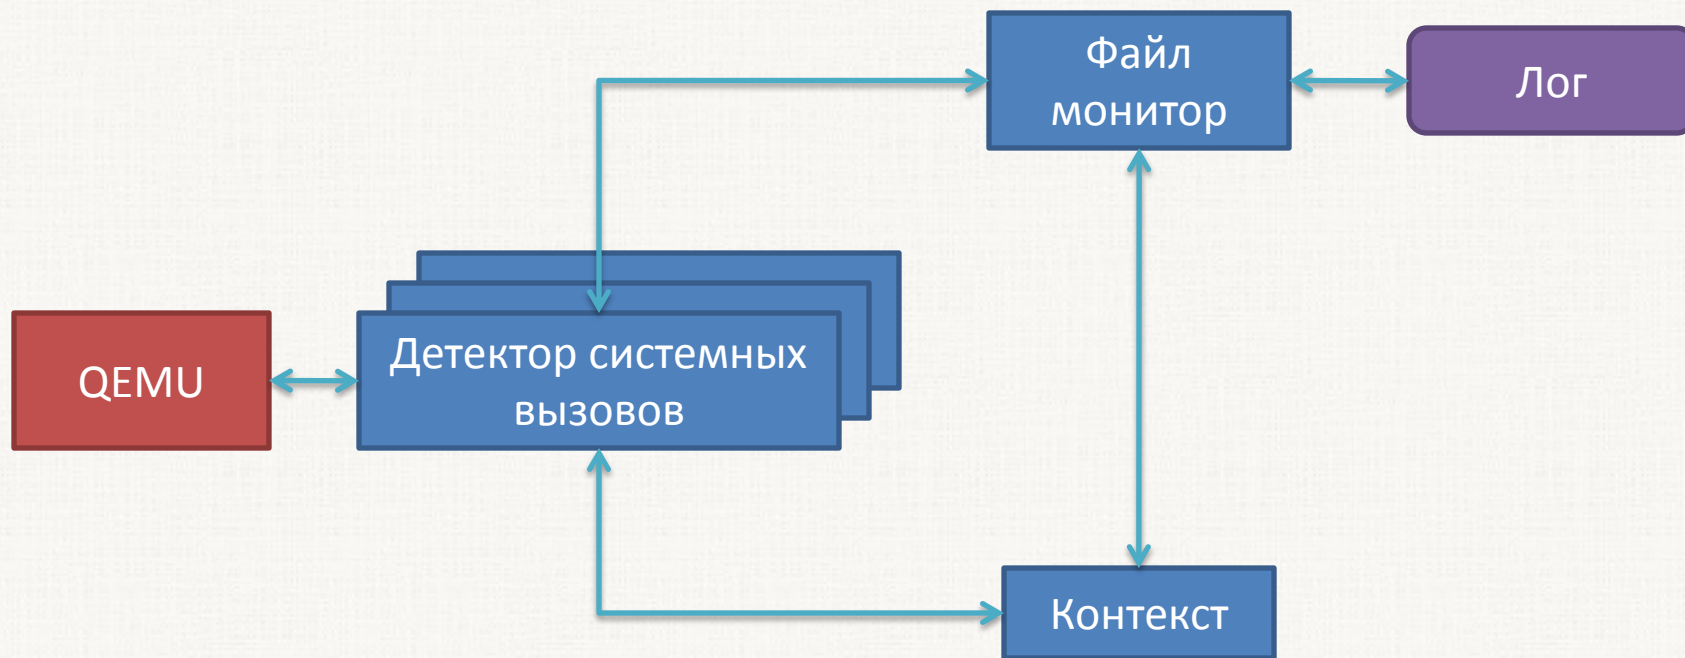 Файл
монитор
Лог
QEMU
Детектор системных
вызовов
Контекст